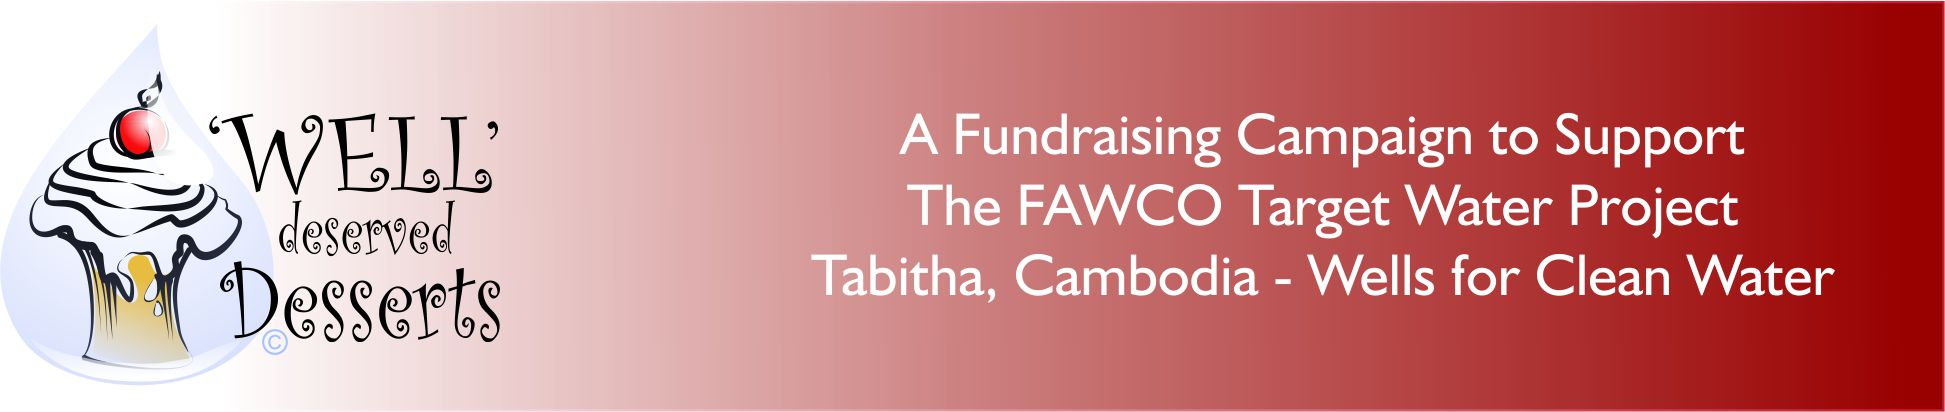 ‘WELL’
deserved
Desserts
©
A Fundraising Campaign to Support
The FAWCO Target Water Project
Tabitha, Cambodia - Wells for Clean Water